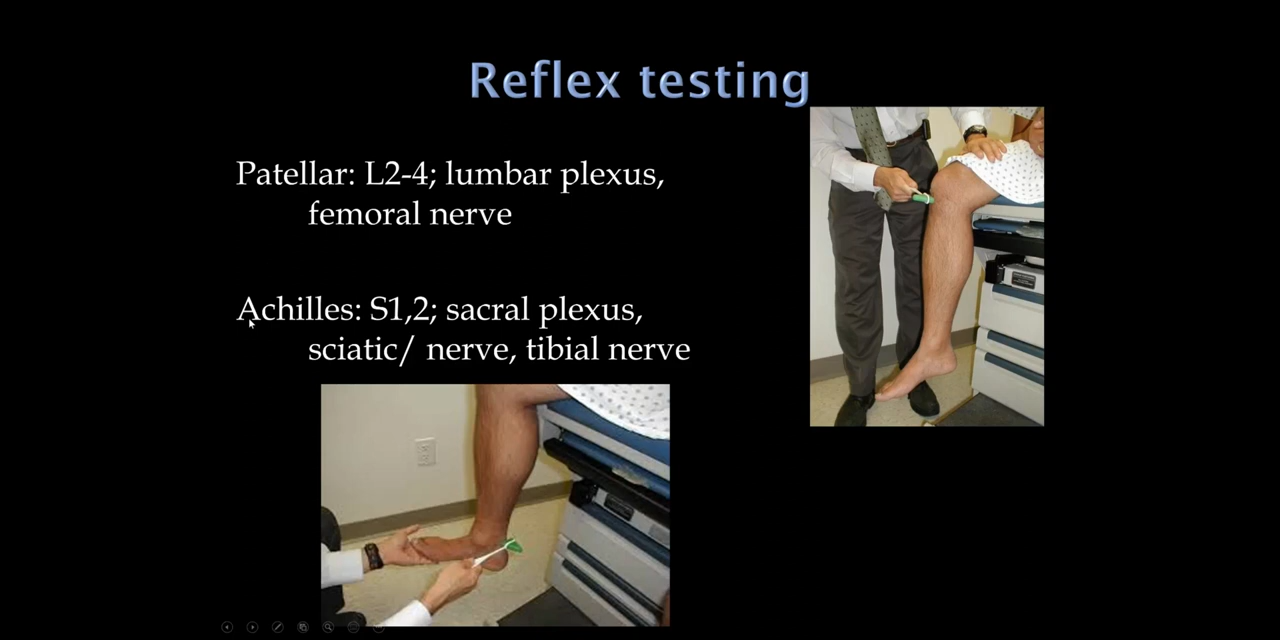 Reflex testing
Patellar: L2-4; lumbar plexus,
femoral nerve
Achilles: S1,2; sacral plexus,
sciatic/ nerve, tibial nerve